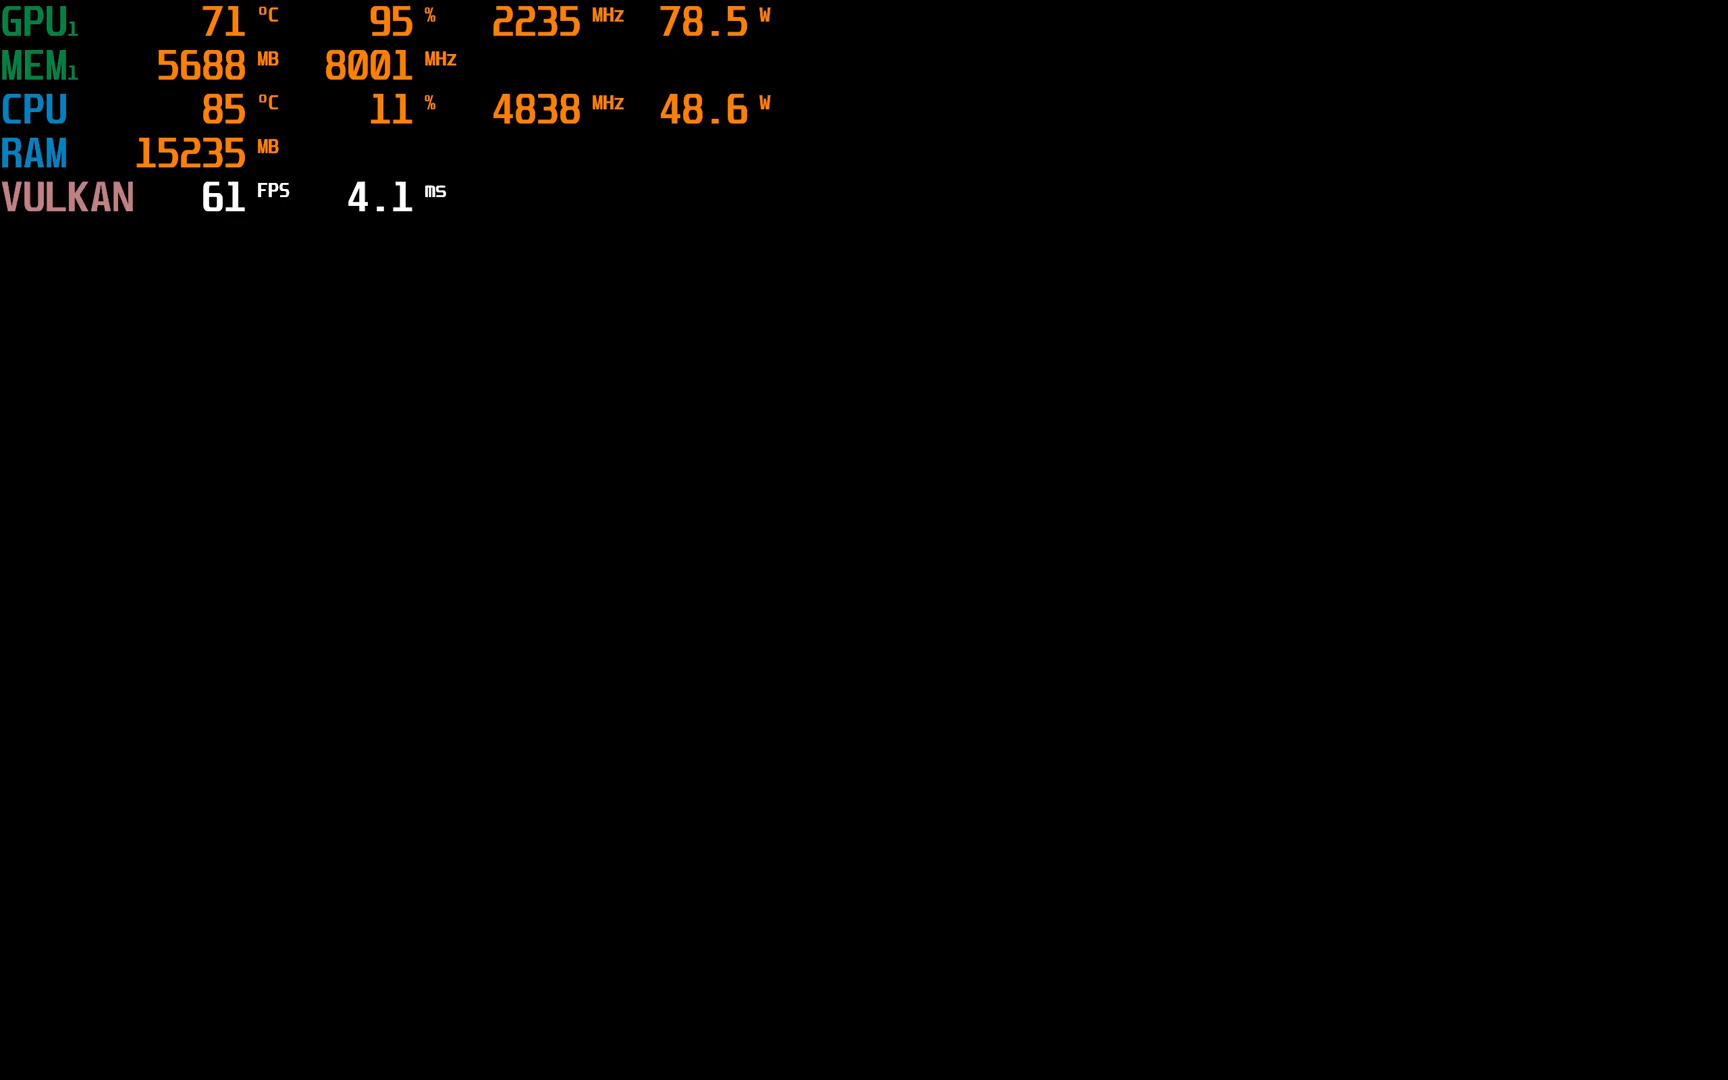 GPU1 71 °C 95 % 2235 MHz 78.5 W
MEM1 5688 MB 8001 MHz
CPU 85 °C 11 % 4838 MHz 48.6 W
RAM 15235 MB
VULKAN 61 FPS 4.1 ms